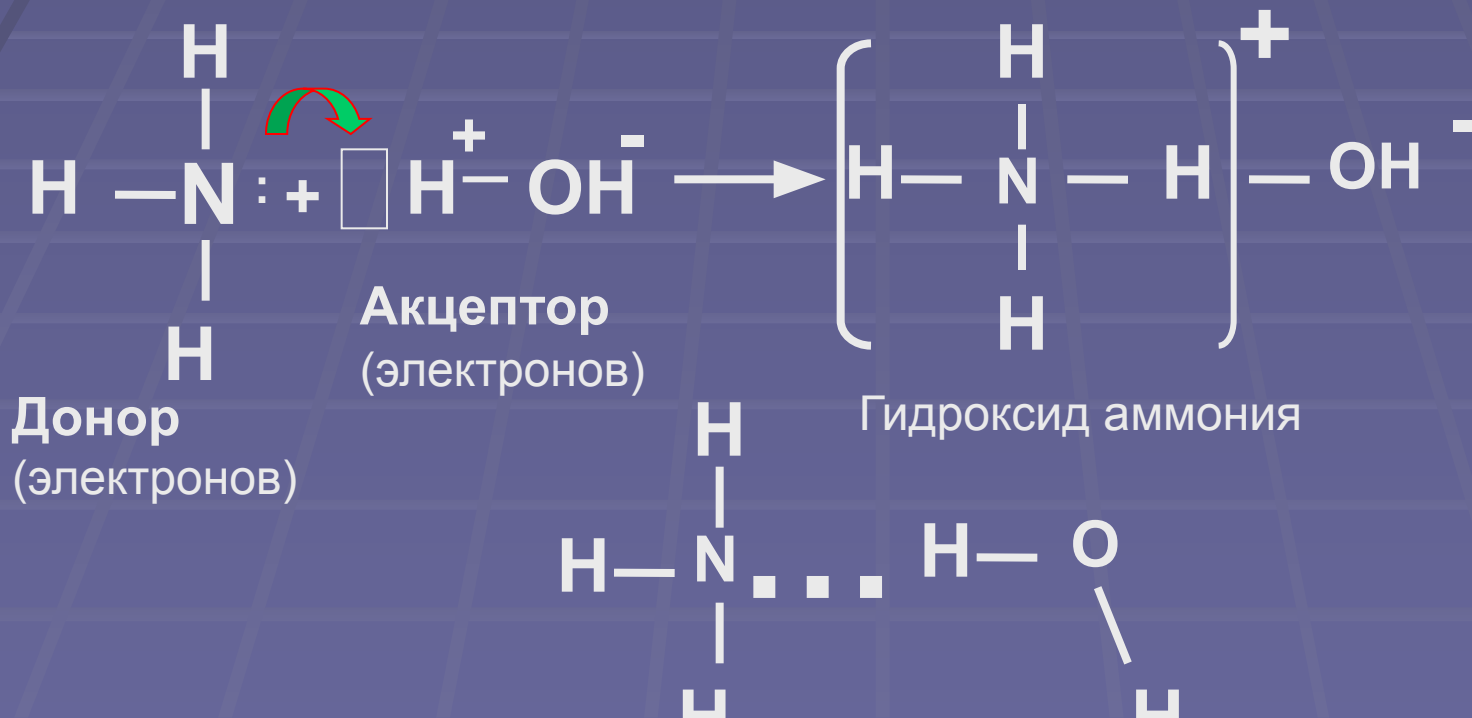 H
H
+
H — N : + H⁺ — OH⁻ H — N — H — OH⁻
H
H
Акцептор
(электронов)
Донор
(электронов)
Гидроксид аммония
H
H — N ... H — O
H
H